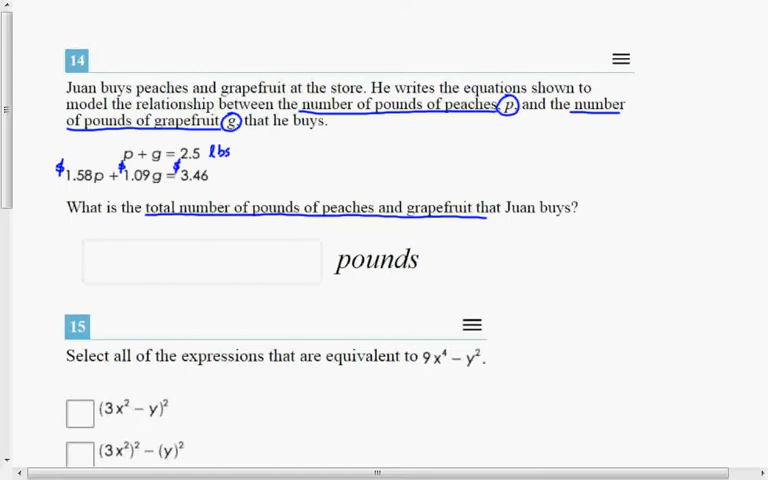 14
Juan buys peaches and grapefruit at the store. He writes the equations shown to
model the relationship between the number of pounds of peaches, p, and the number
of pounds of grapefruit, g, that he buys.
p + g = 2.5 lbs
$1.58p + $1.09g = $3.46
What is the total number of pounds of peaches and grapefruit that Juan buys?
pounds
15
Select all of the expressions that are equivalent to 9x⁴ – y².
(3x² – y)²
(3x²)² – (y)²